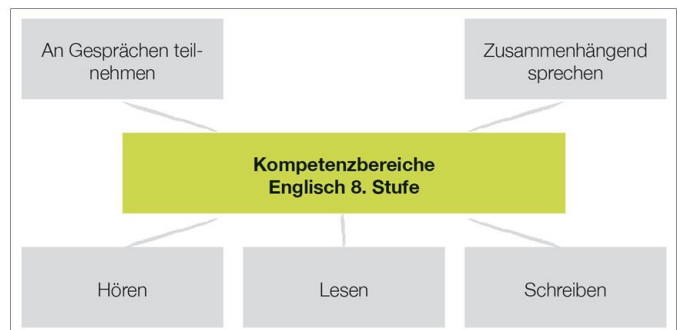 An Gesprächen teil-
nehmen
Zusammenhängend
sprechen
Kompetenzbereiche
Englisch 8. Stufe
Hören
Lesen
Schreiben